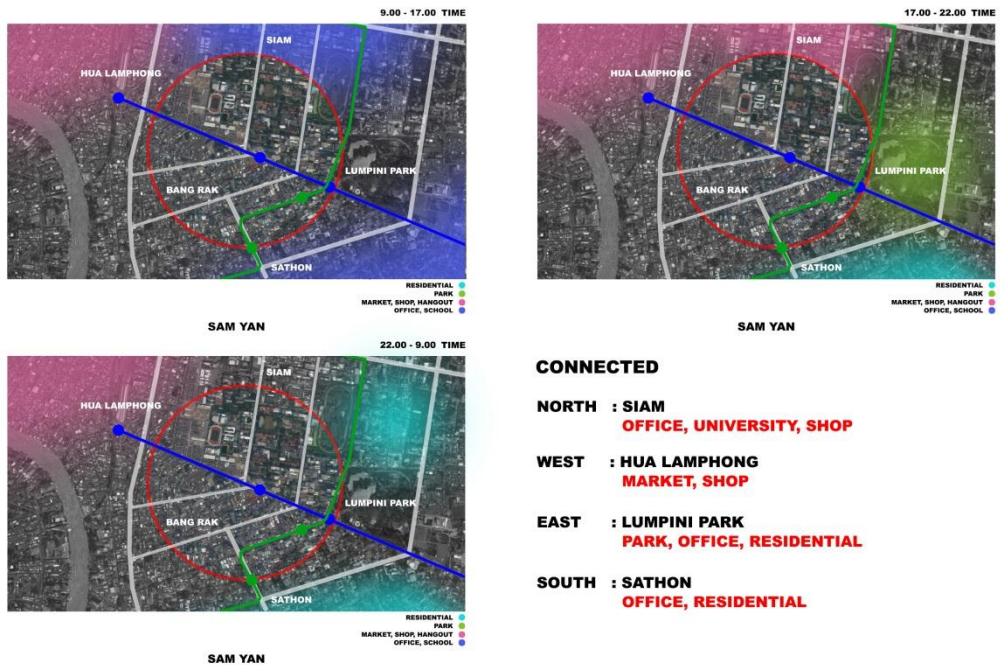 9.00 - 17.00 TIME
SIAM
HUA LAMPHONG
LUMPINI PARK
BANG RAK
SATHON
RESIDENTIAL
PARK
MARKET, SHOP, HANGOUT
OFFICE, SCHOOL
SAM YAN
17.00 - 22.00 TIME
SIAM
HUA LAMPHONG
LUMPINI PARK
BANG RAK
SATHON
RESIDENTIAL
PARK
MARKET, SHOP, HANGOUT
OFFICE, SCHOOL
SAM YAN
22.00 - 9.00 TIME
SIAM
HUA LAMPHONG
LUMPINI PARK
BANG RAK
SATHON
RESIDENTIAL
PARK
MARKET, SHOP, HANGOUT
OFFICE, SCHOOL
SAM YAN
CONNECTED
NORTH : SIAM
OFFICE, UNIVERSITY, SHOP
WEST : HUA LAMPHONG
MARKET, SHOP
EAST : LUMPINI PARK
PARK, OFFICE, RESIDENTIAL
SOUTH : SATHON
OFFICE, RESIDENTIAL